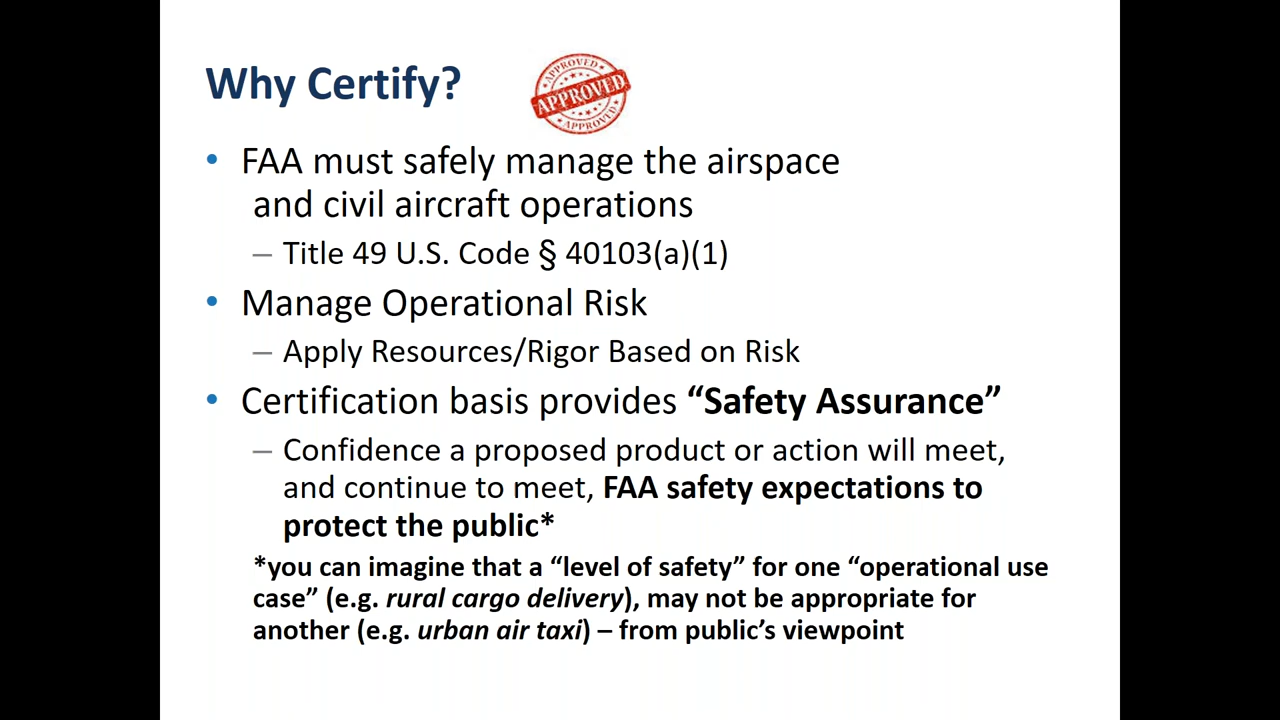 Why Certify?
APPROVED
APPROVED
APPROVED
• FAA must safely manage the airspace
and civil aircraft operations
– Title 49 U.S. Code § 40103(a)(1)
• Manage Operational Risk
– Apply Resources/Rigor Based on Risk
• Certification basis provides “Safety Assurance”
– Confidence a proposed product or action will meet,
and continue to meet, FAA safety expectations to
protect the public*
*you can imagine that a “level of safety” for one “operational use
case” (e.g. rural cargo delivery), may not be appropriate for
another (e.g. urban air taxi) – from public’s viewpoint